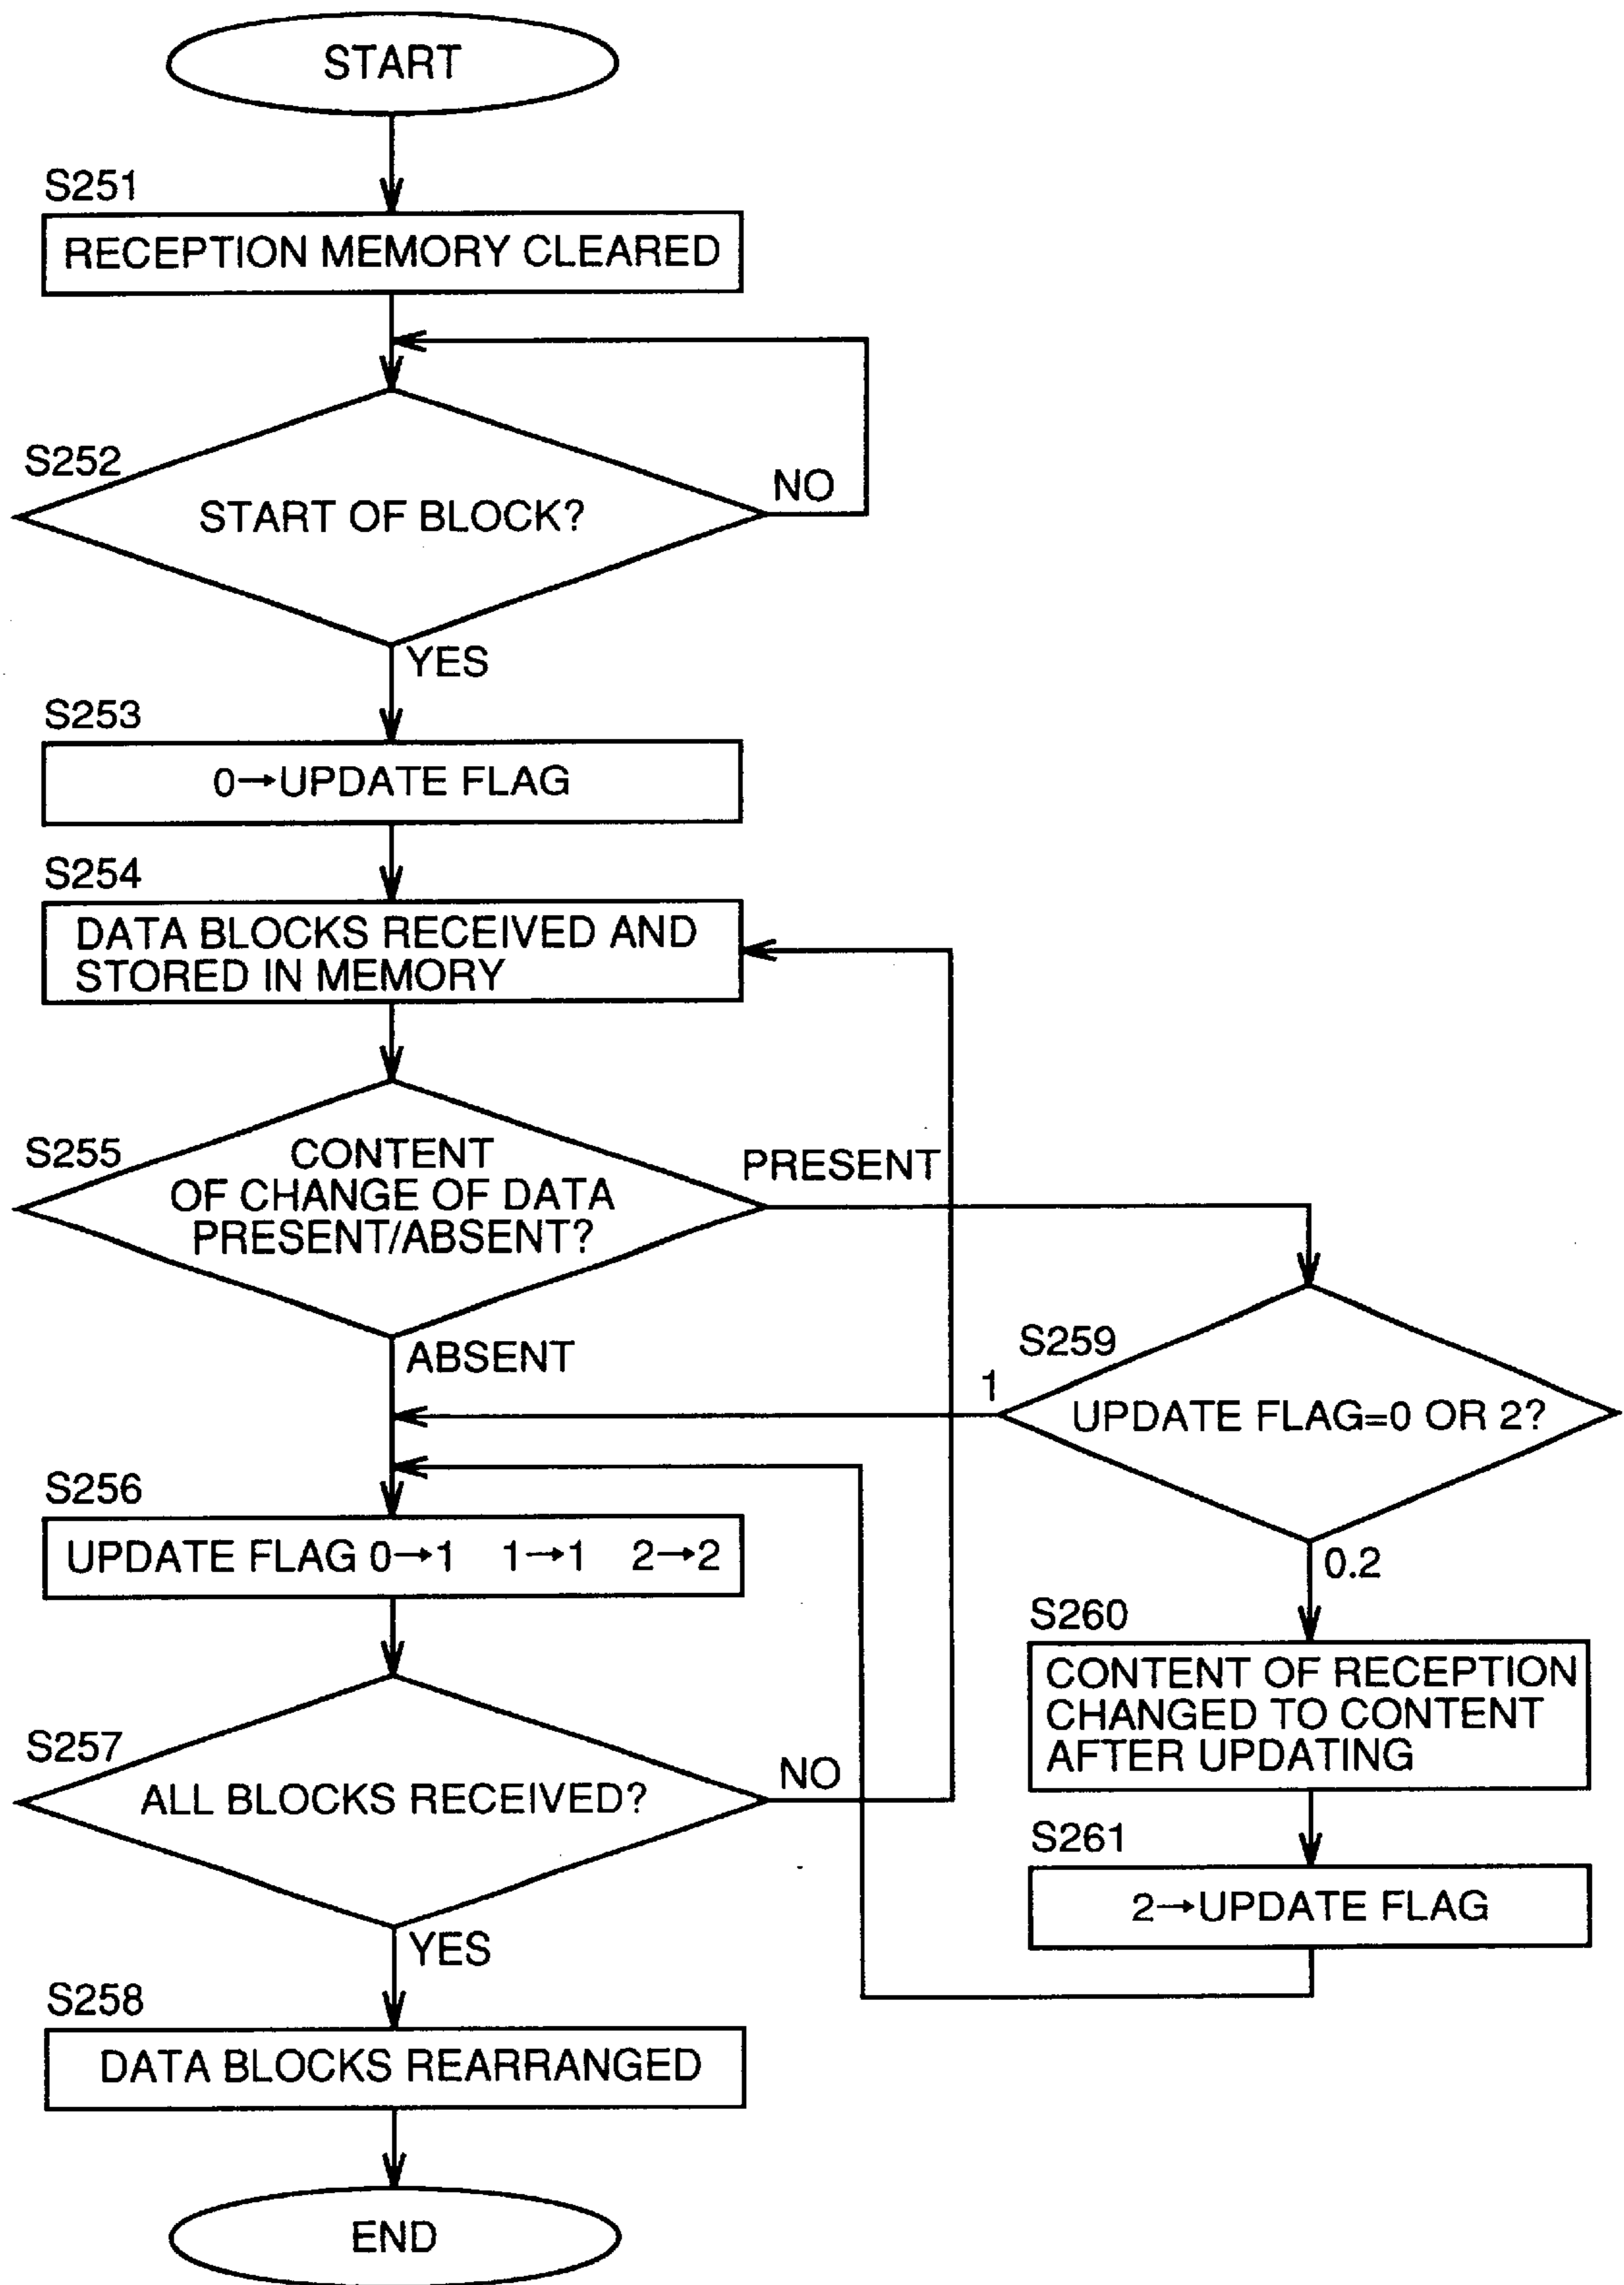 START
S251
RECEPTION MEMORY CLEARED
S252
START OF BLOCK?
NO
YES
S253
0→UPDATE FLAG
S254
DATA BLOCKS RECEIVED AND
STORED IN MEMORY
S255
CONTENT
OF CHANGE OF DATA
PRESENT/ABSENT?
PRESENT
ABSENT
S259
1
UPDATE FLAG=0 OR 2?
0.2
S256
UPDATE FLAG 0→1 1→1 2→2
S260
CONTENT OF RECEPTION
CHANGED TO CONTENT
AFTER UPDATING
S257
ALL BLOCKS RECEIVED?
NO
YES
S261
2→UPDATE FLAG
S258
DATA BLOCKS REARRANGED
END